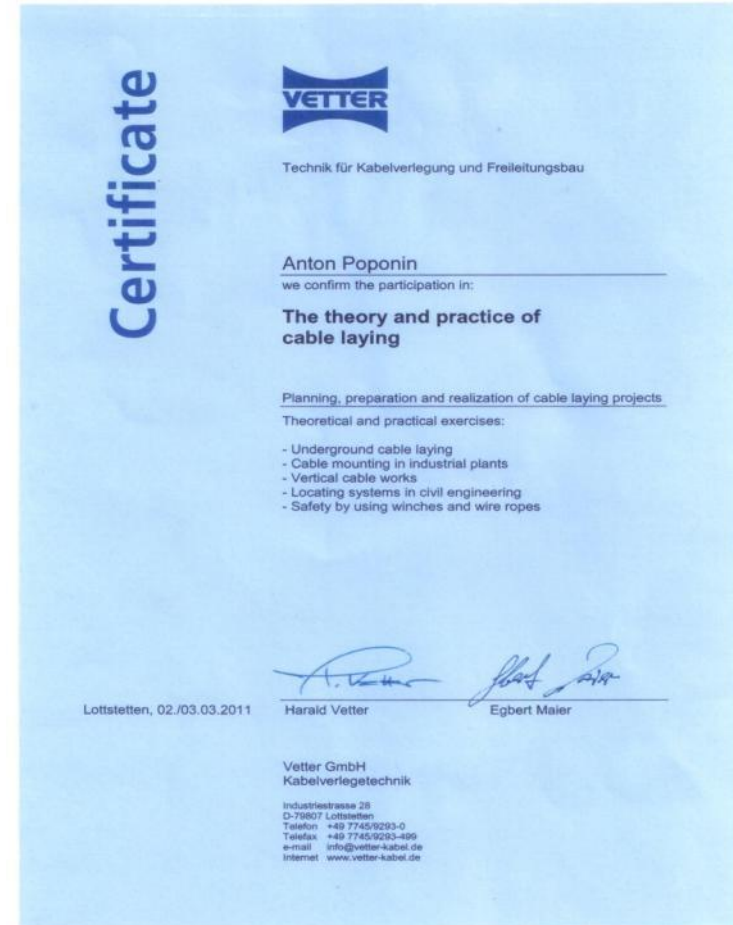 Certificate
VETTER
Technik für Kabelverlegung und Freileitungsbau
Anton Poponin
we confirm the participation in:
The theory and practice of
cable laying
Planning, preparation and realization of cable laying projects
Theoretical and practical exercises:
- Underground cable laying
- Cable mounting in industrial plants
- Vertical cable works
- Locating systems in civil engineering
- Safety by using winches and wire ropes
Lottstetten, 02./03.03.2011
Harald Vetter
Egbert Maier
Vetter GmbH
Kabelverlegetechnik
Industriestrasse 28
D-79807 Lottstetten
Telefon +49 7745/9293-0
Telefax +49 7745/9293-499
e-mail info@vetter-kabel.de
Internet www.vetter-kabel.de